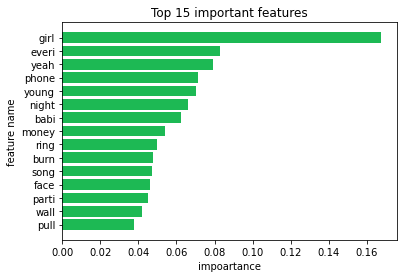 Top 15 important features
feature name
girl
everi
yeah
phone
young
night
babi
money
ring
burn
song
face
parti
wall
pull
0.00 0.02 0.04 0.06 0.08 0.10 0.12 0.14 0.16
impoartance